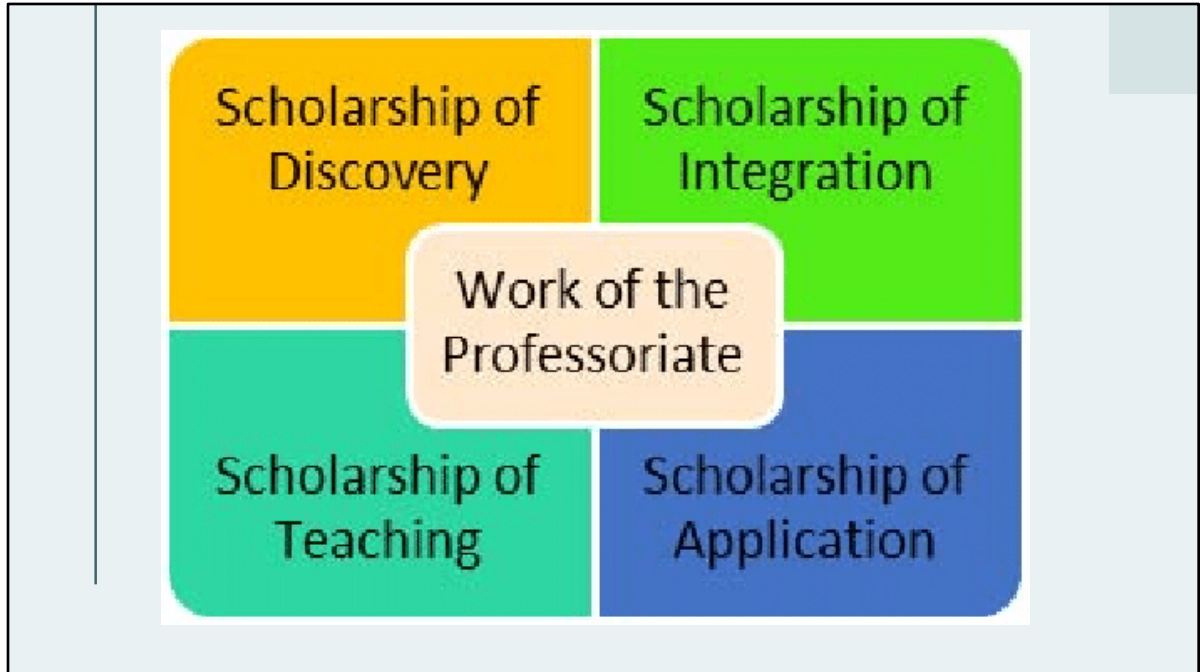 Scholarship of
Discovery
Scholarship of
Integration
Work of the
Professoriate
Scholarship of
Teaching
Scholarship of
Application